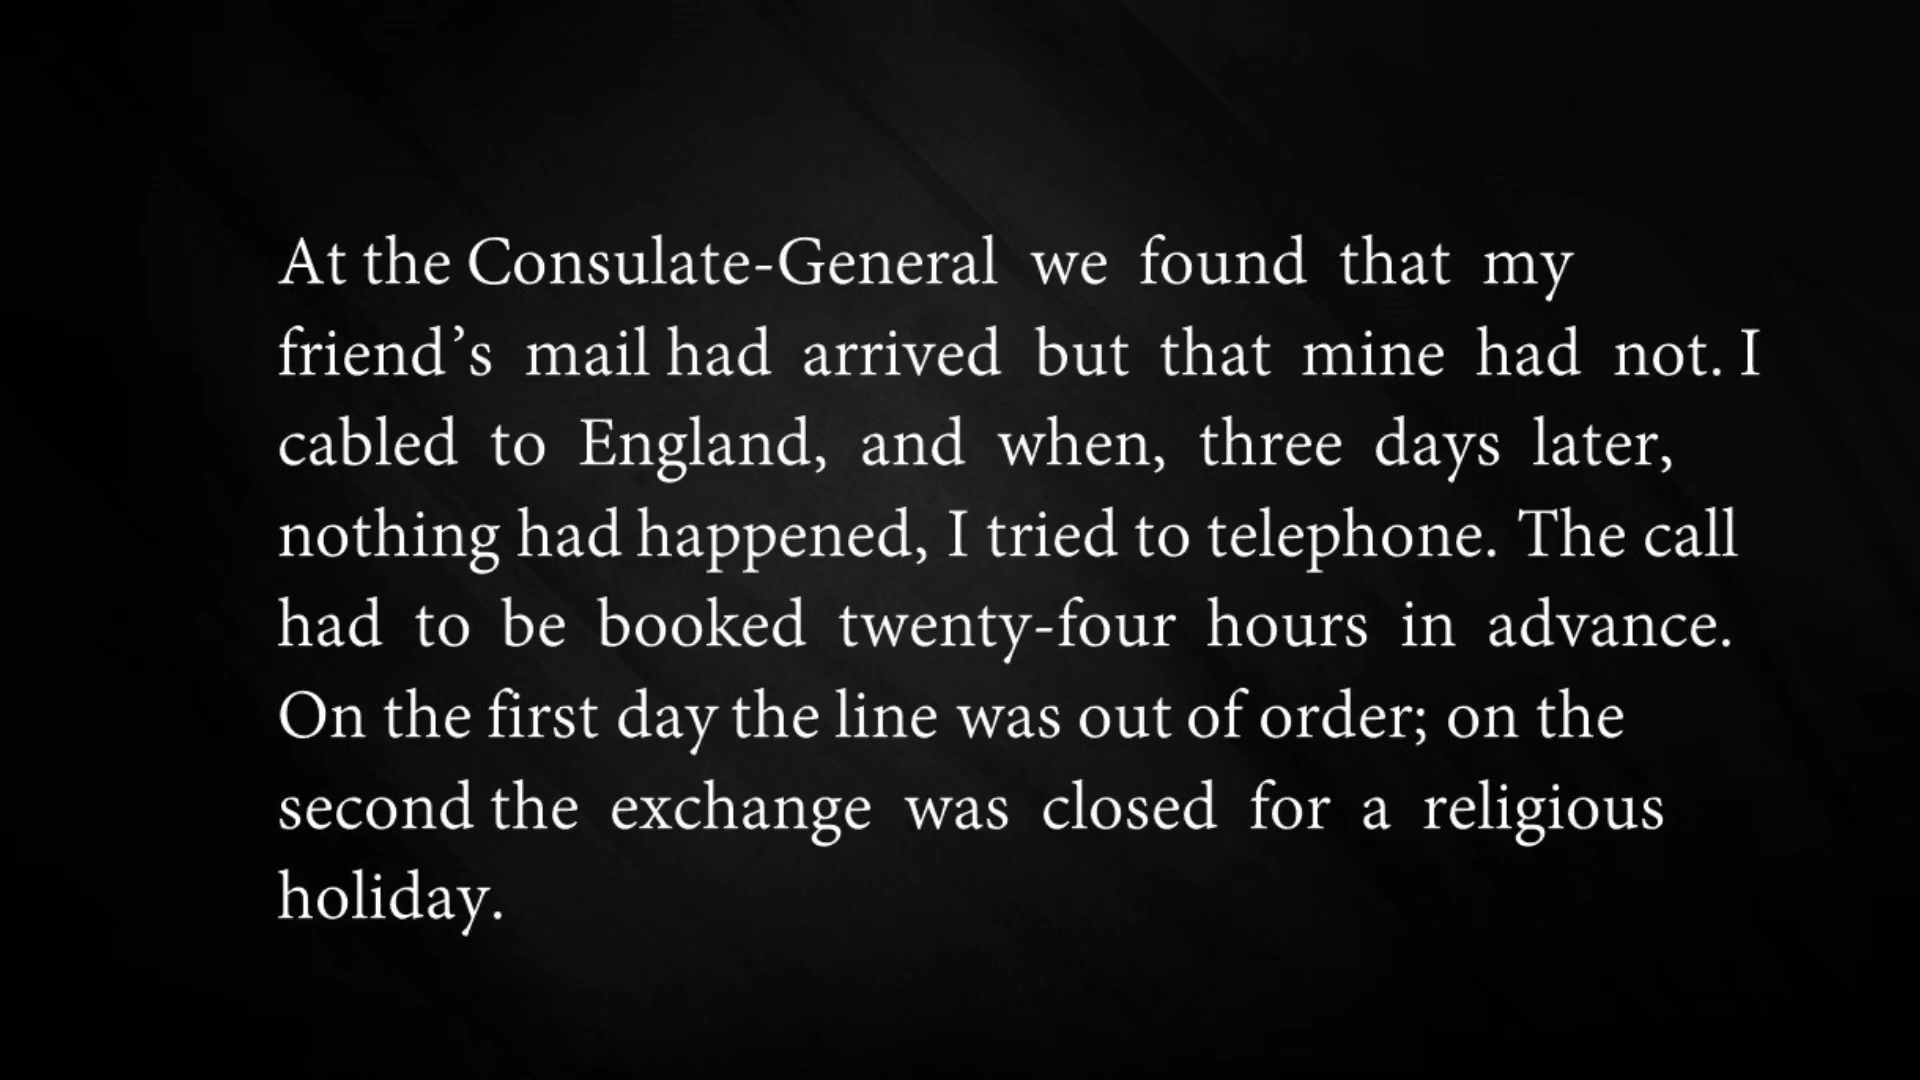 At the Consulate-General we found that my
friend’s mail had arrived but that mine had not. I
cabled to England, and when, three days later,
nothing had happened, I tried to telephone. The call
had to be booked twenty-four hours in advance.
On the first day the line was out of order; on the
second the exchange was closed for a religious
holiday.